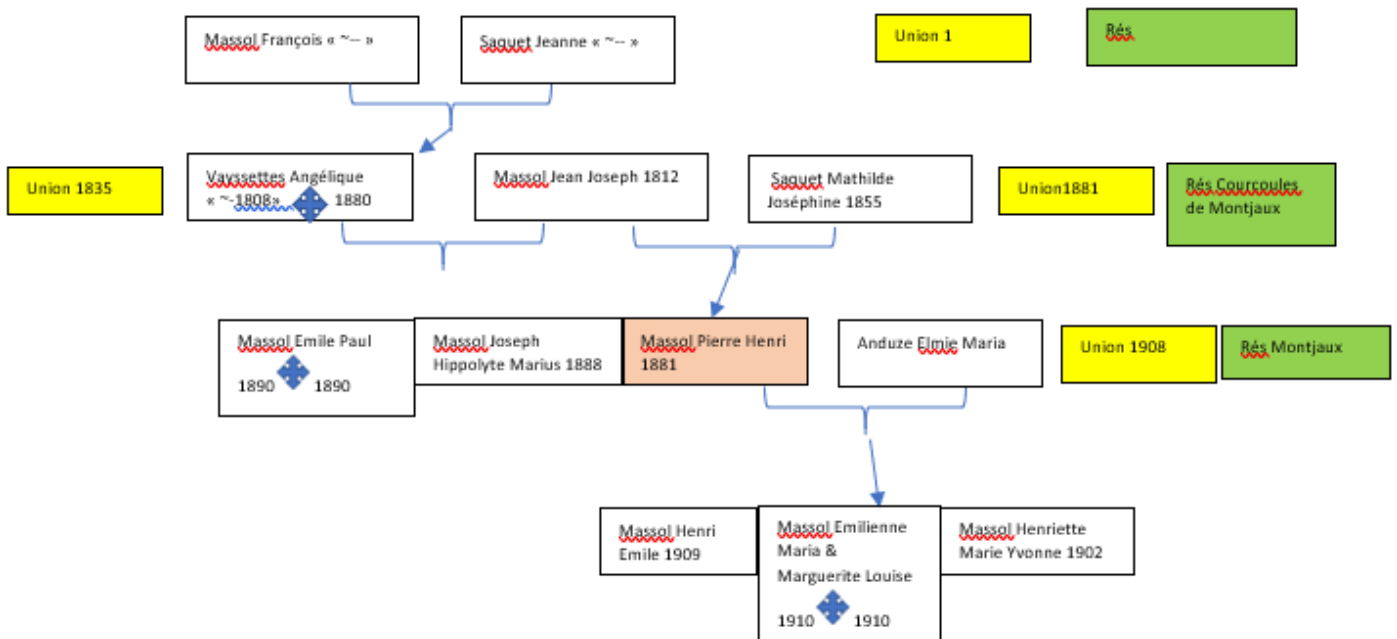 Massol François « ~-- »
Saquet Jeanne « ~-- »
Union 1
Rés
Union 1835
Vayssettes Angélique
« ~-1808» 1880
Massol Jean Joseph 1812
Saquet Mathilde
Joséphine 1855
Union1881
Rés Courcoules
de Montjaux
Massol Emile Paul
1890 1890
Massol Joseph
Hippolyte Marius 1888
Massol Pierre Henri
1881
Anduze Elmie Maria
Union 1908
Rés Montjaux
Massol Henri
Emile 1909
Massol Emilienne
Maria &
Marguerite Louise
1910 1910
Massol Henriette
Marie Yvonne 1902